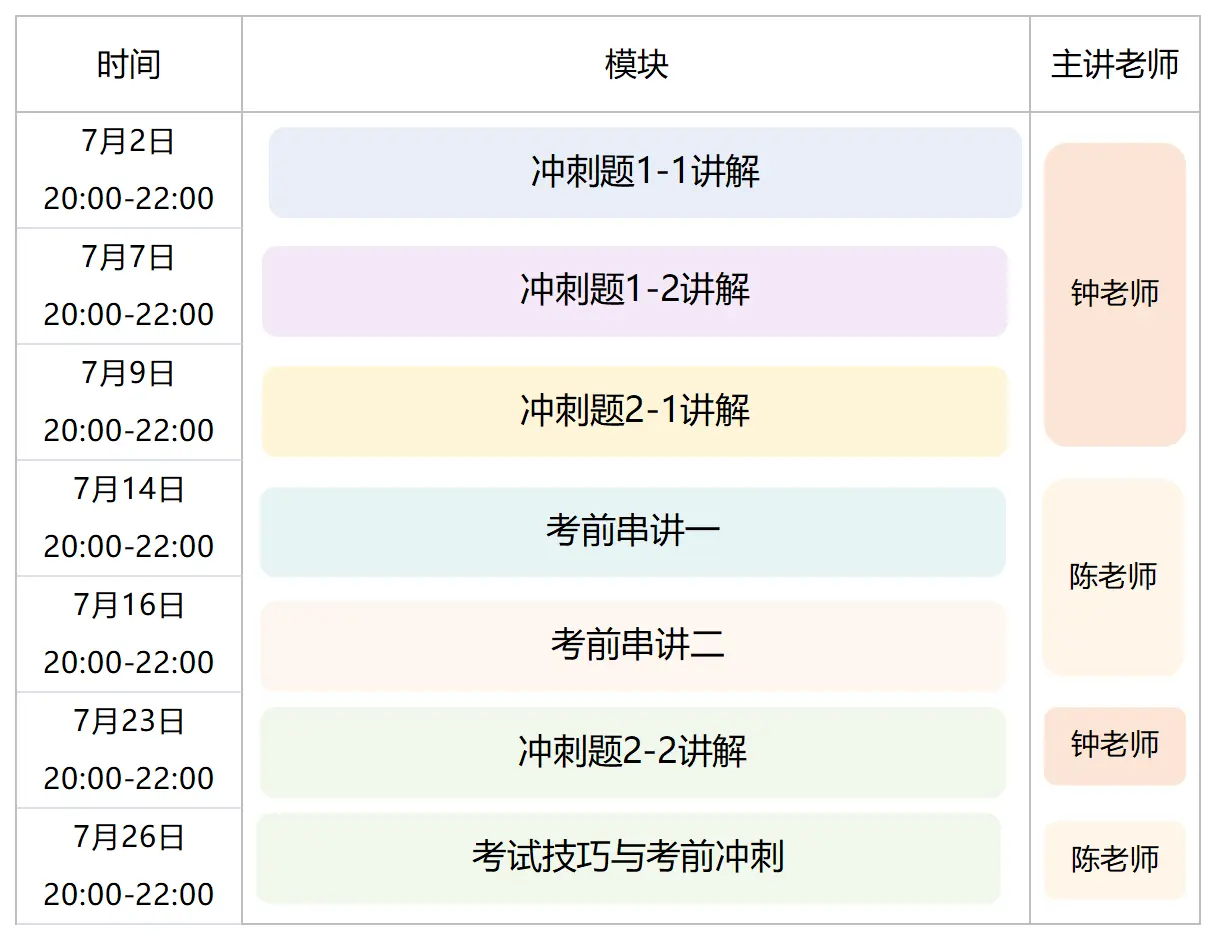 时间
模块
主讲老师
7月2日
20:00-22:00
冲刺题1-1讲解
7月7日
20:00-22:00
冲刺题1-2讲解
钟老师
7月9日
20:00-22:00
冲刺题2-1讲解
7月14日
20:00-22:00
考前串讲一
陈老师
7月16日
20:00-22:00
考前串讲二
7月23日
20:00-22:00
冲刺题2-2讲解
钟老师
7月26日
20:00-22:00
考试技巧与考前冲刺
陈老师